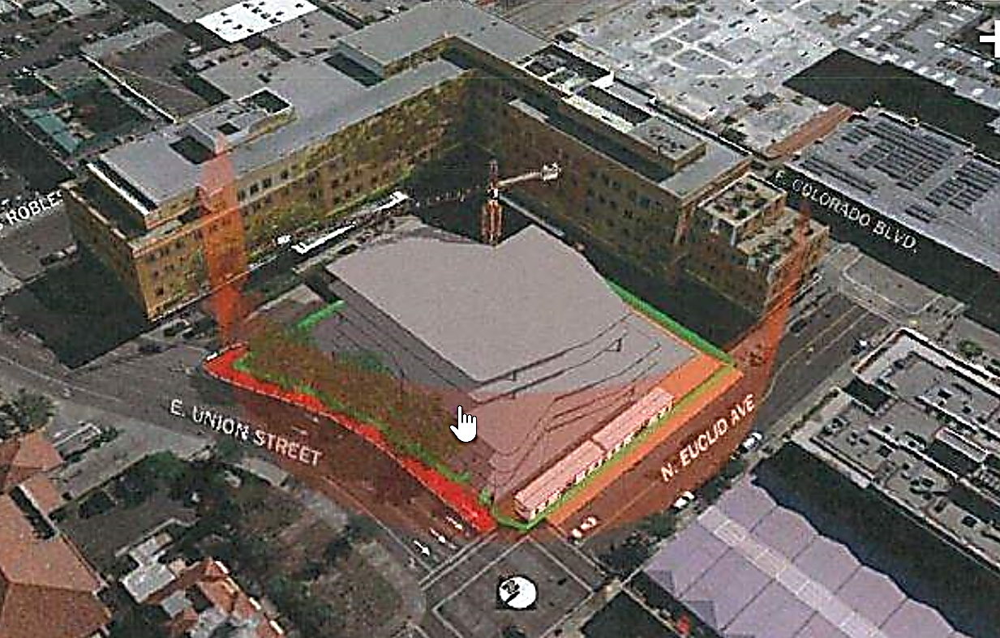 ROBLES
E. COLORADO BLVD.
E. UNION STREET
N. EUCLID AVE